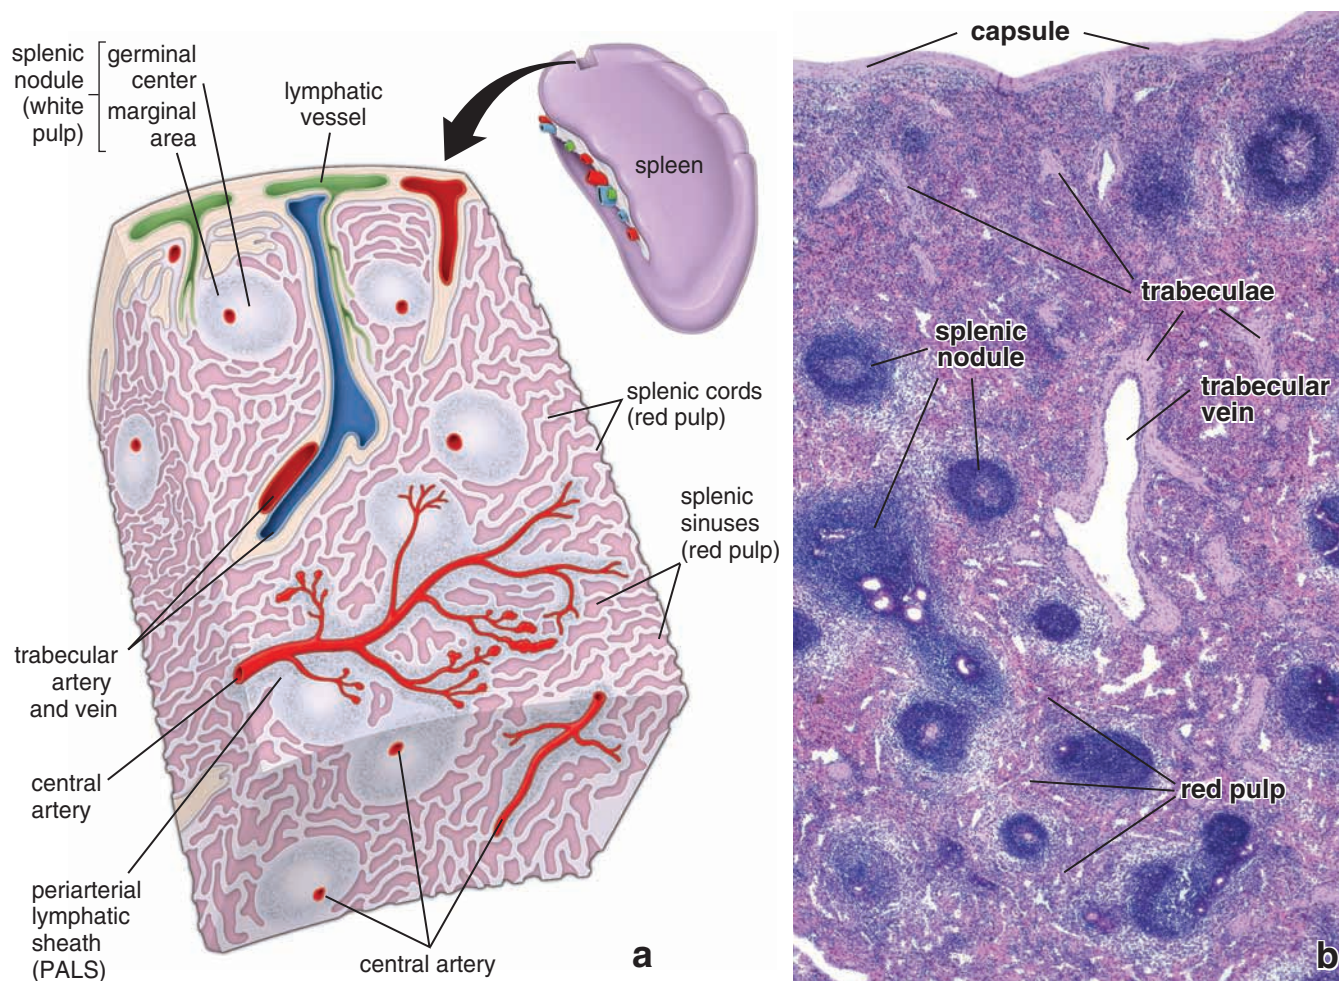 splenic
nodule
(white
pulp)
germinal
center
marginal
area
lymphatic
vessel
spleen
splenic cords
(red pulp)
splenic
sinuses
(red pulp)
trabecular
artery
and vein
central
artery
periarterial
lymphatic
sheath
(PALS)
central artery
a
capsule
trabeculae
splenic
nodule
trabecular
vein
red pulp
b